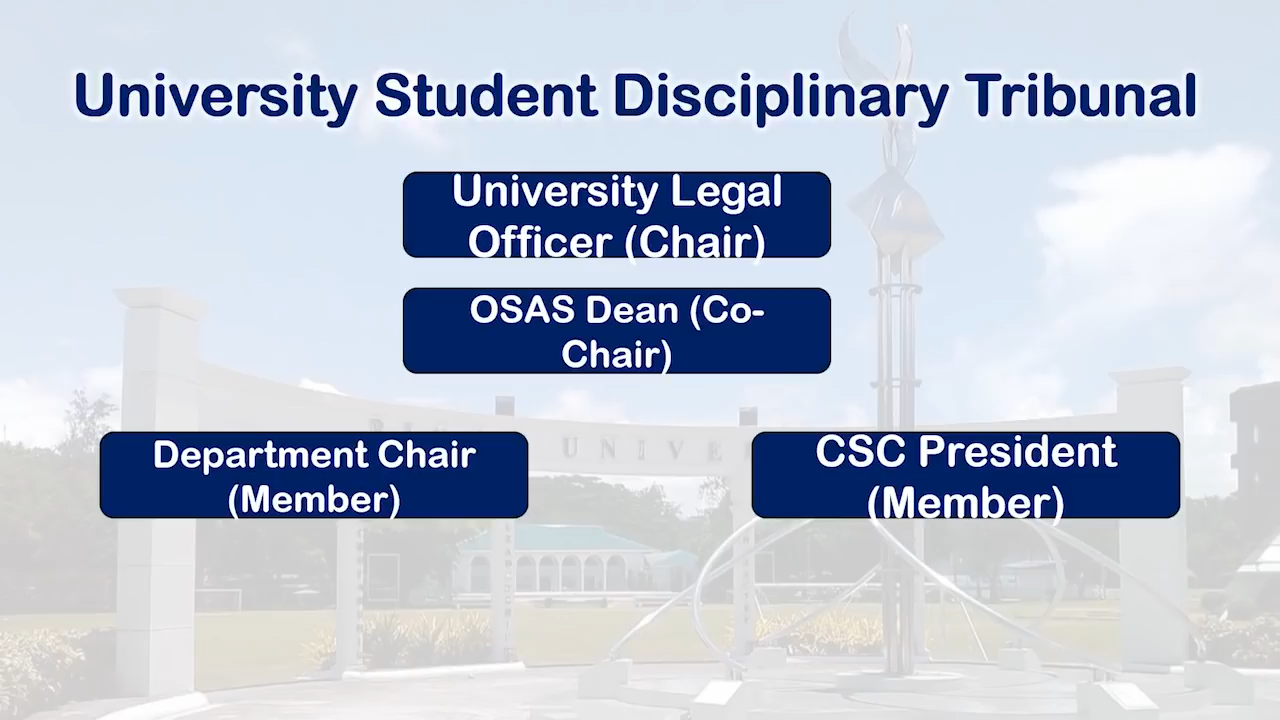 University Student Disciplinary Tribunal
University Legal
Officer (Chair)
OSAS Dean (Co-
Chair)
Department Chair
(Member)
CSC President
(Member)